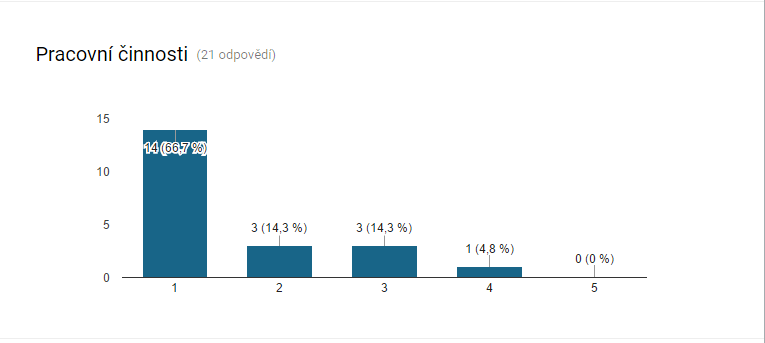 Pracovní činnosti (21 odpovědí)
15
14 (66,7 %)
10
5
3 (14,3 %)
3 (14,3 %)
1 (4,8 %)
0 (0 %)
0
1 2 3 4 5